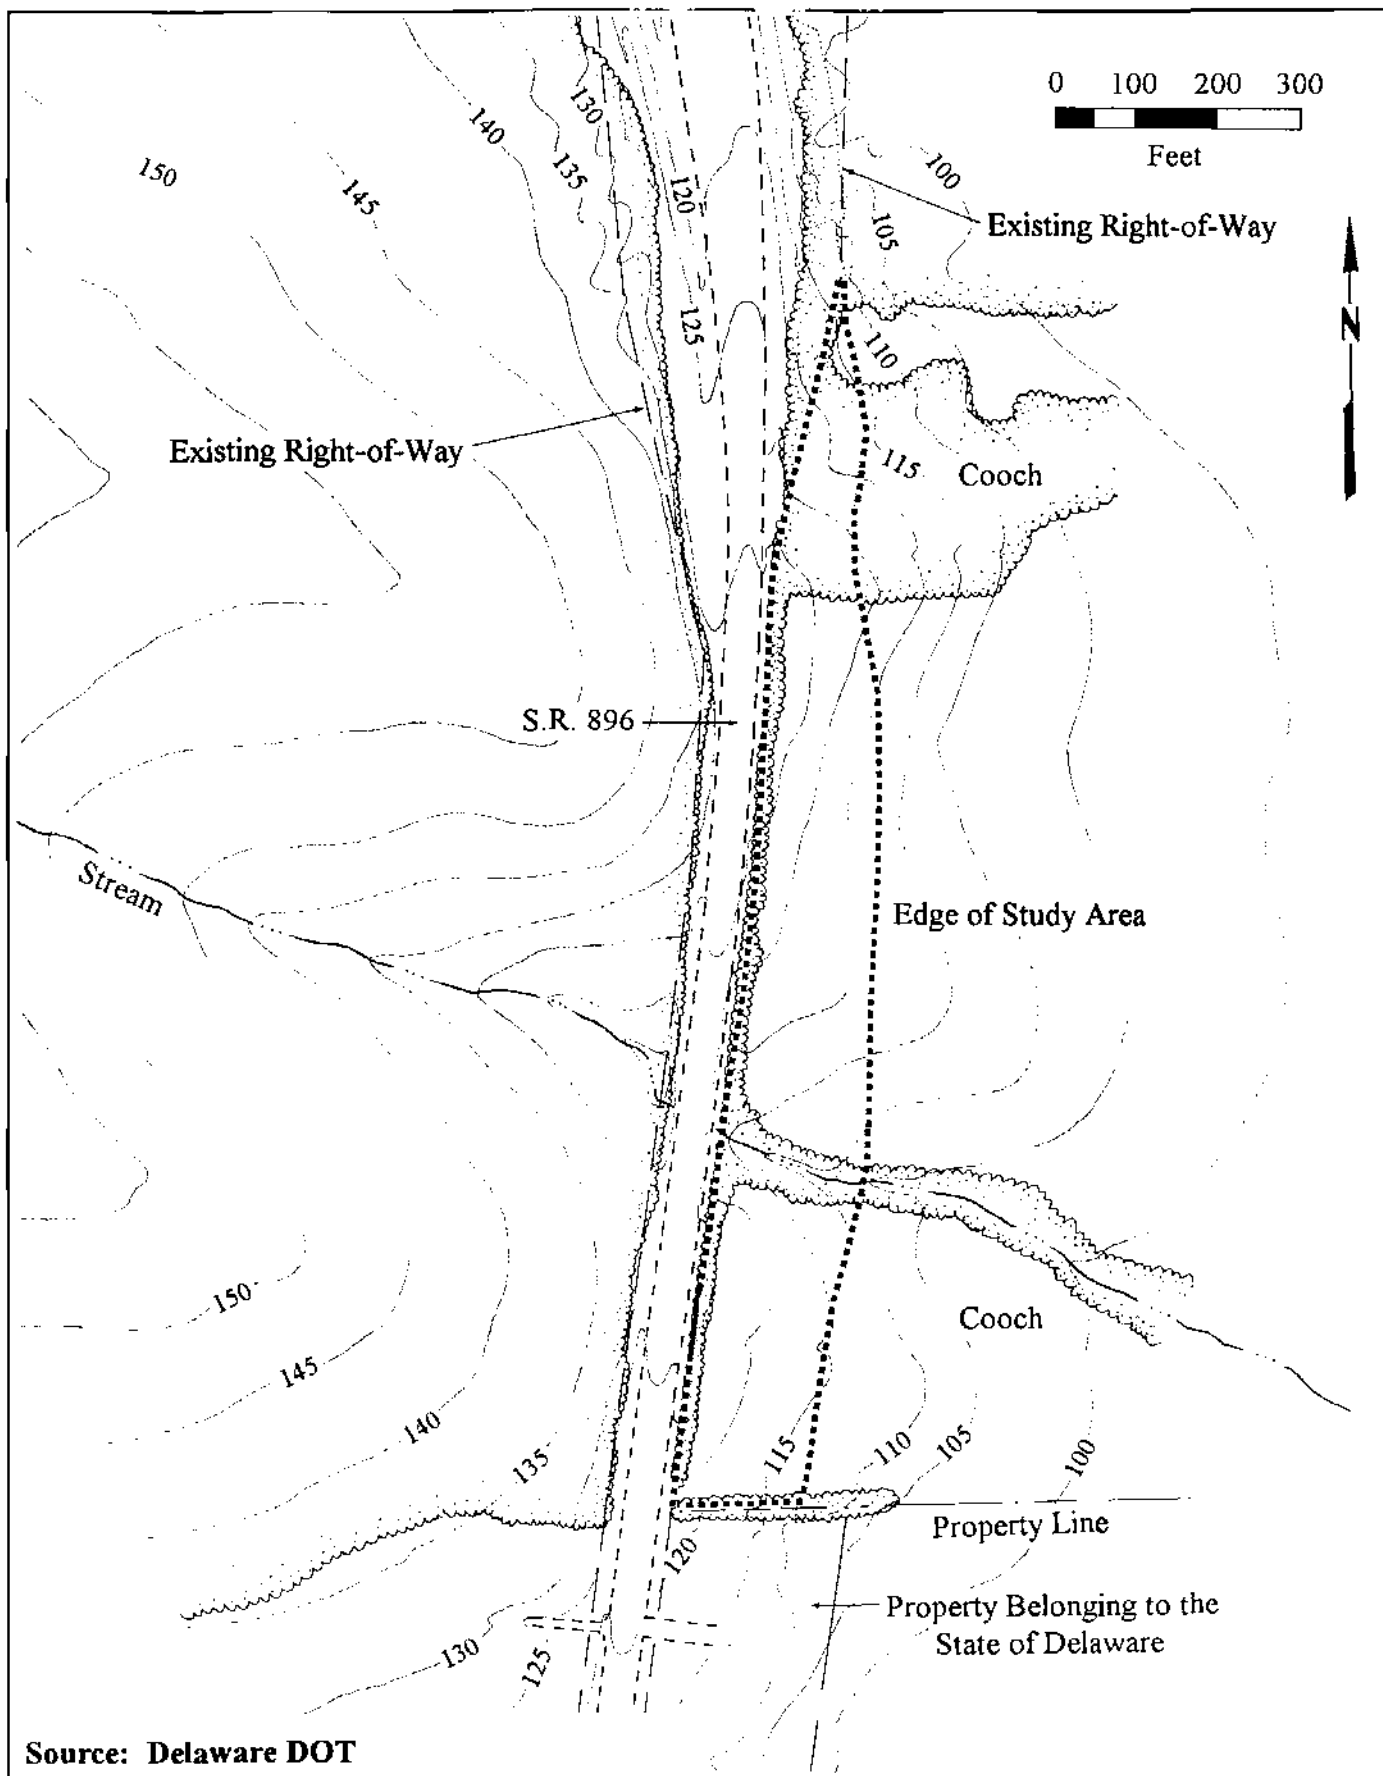 0 100 200 300
Feet
130
140
135
150
145
120
100
105
Existing Right-of-Way
N
125
110
Existing Right-of-Way
115
Cooch
S.R. 896
Stream
Edge of Study Area
150
Cooch
145
140
135
115
110
105
100
Property Line
120
Property Belonging to the
State of Delaware
130
125
Source: Delaware DOT